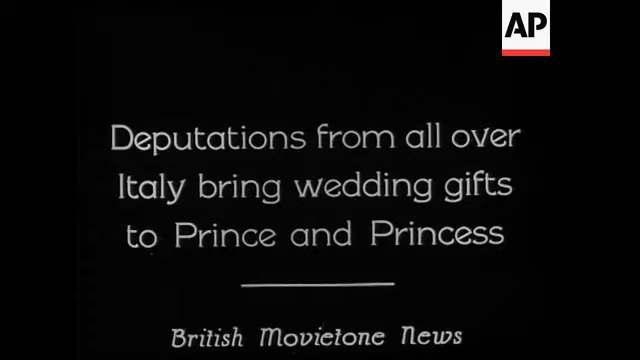 AP
Deputations from all over
Italy bring wedding gifts
to Prince and Princess
British Movietone News